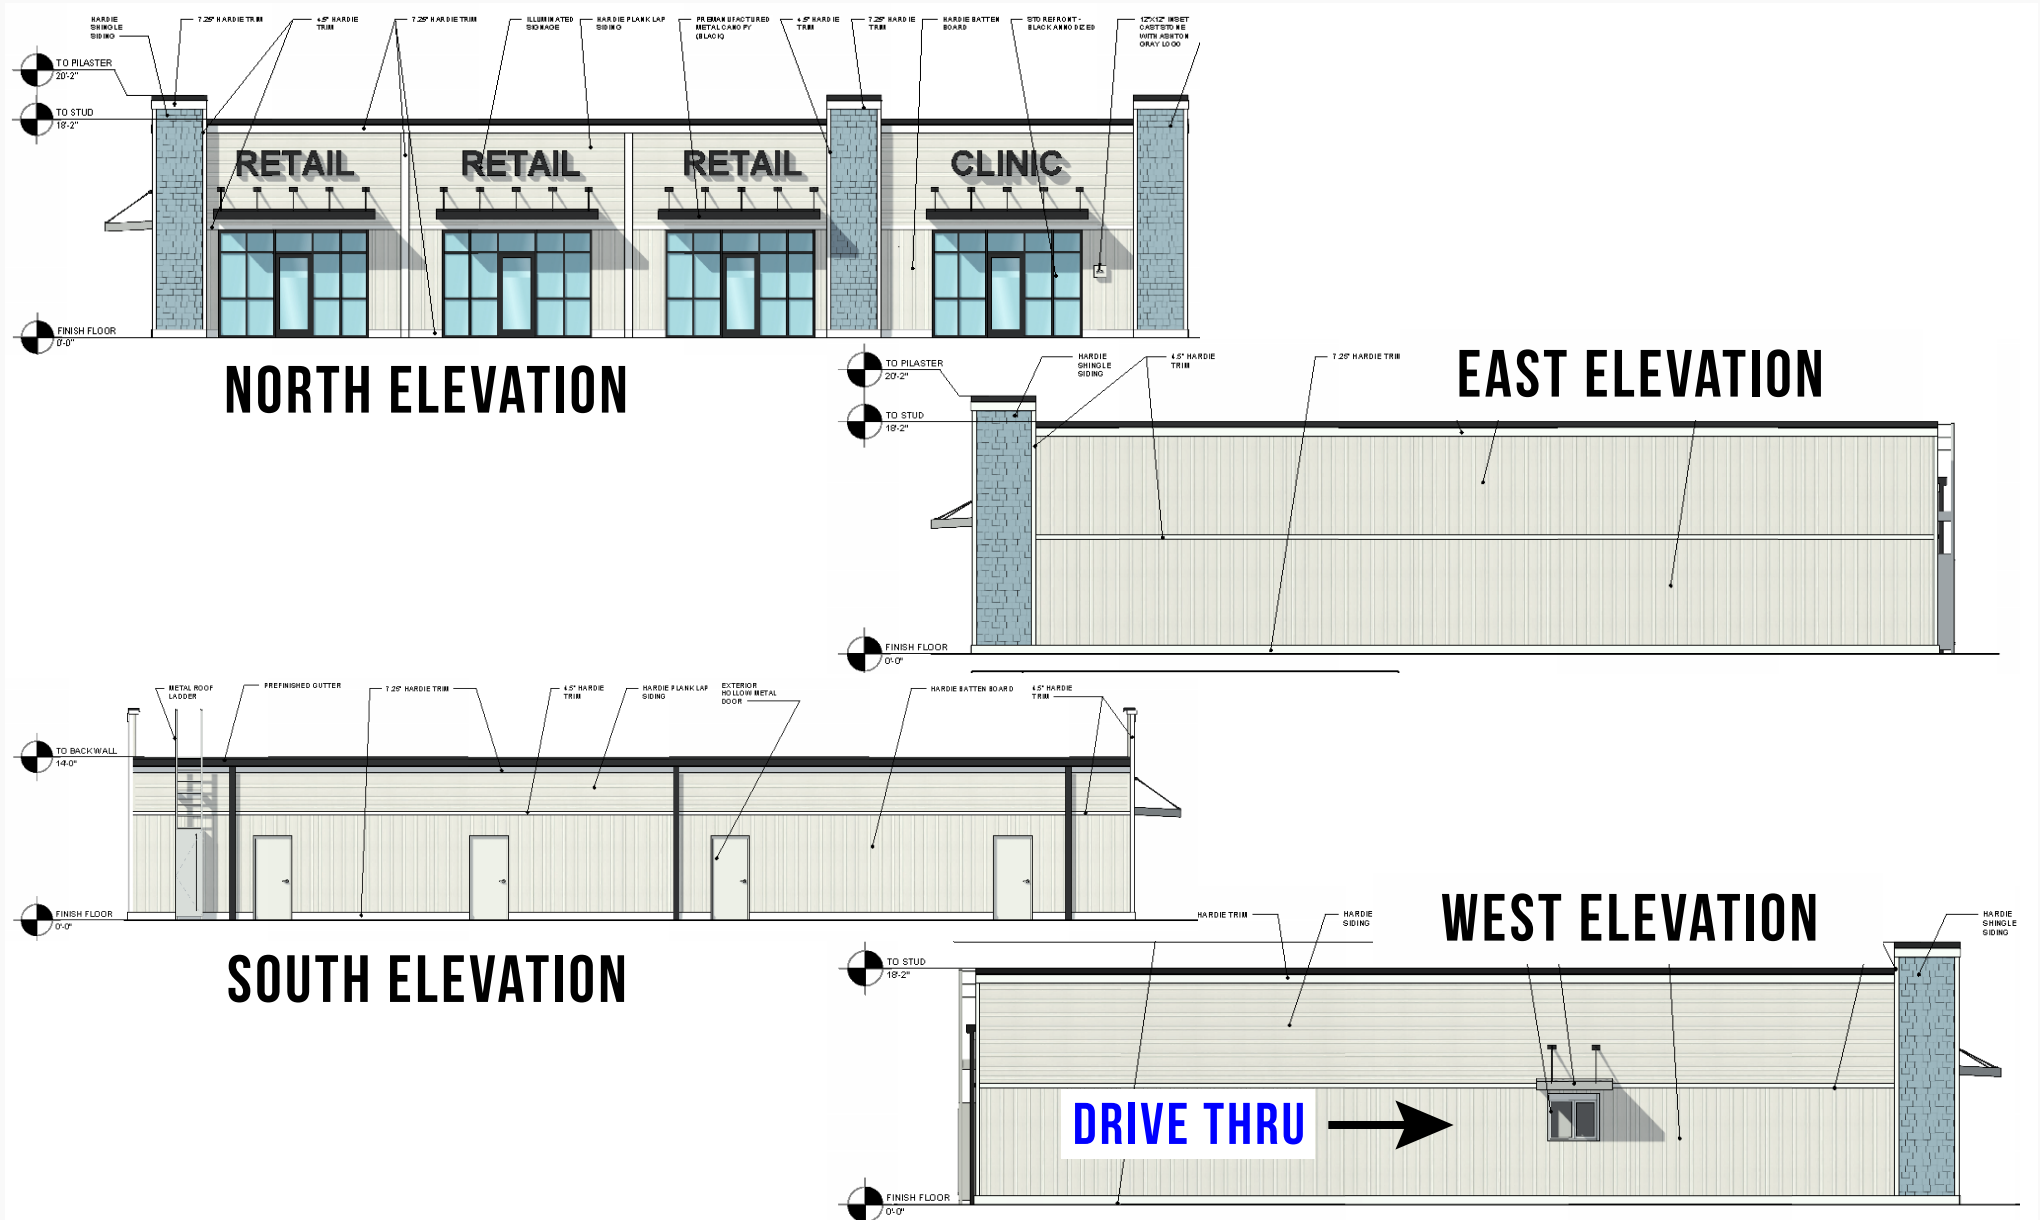 HARDIE
SHINGLE
SIDING
7.25" HARDIE TRIM
4.5" HARDIE
TRIM
7.25" HARDIE TRIM
ILLUMINATED
SIGNAGE
HARDIE PLANK LAP
SIDING
PREMANUFACTURED
METAL CANOPY
(BLACK)
4.5" HARDIE
TRIM
7.25" HARDIE
TRIM
HARDIE BATTEN
BOARD
STOREFRONT -
BLACK ANNODIZED
12"X12" INSET
CAST STONE
WITH ASHTON
GRAY LOGO
TO PILASTER
20'-2"
TO STUD
18'-2"
RETAIL
RETAIL
RETAIL
CLINIC
FINISH FLOOR
0'-0"
NORTH ELEVATION
TO PILASTER
20'-2"
HARDIE
SHINGLE
SIDING
4.5" HARDIE
TRIM
7.25" HARDIE TRIM
EAST ELEVATION
TO STUD
18'-2"
FINISH FLOOR
0'-0"
METAL ROOF
LADDER
PREFINISHED GUTTER
7.25" HARDIE TRIM
4.5" HARDIE
TRIM
HARDIE PLANK LAP
SIDING
EXTERIOR
HOLLOW METAL
DOOR
HARDIE BATTEN BOARD
4.5" HARDIE
TRIM
TO BACK WALL
14'-0"
FINISH FLOOR
0'-0"
SOUTH ELEVATION
HARDIE TRIM
HARDIE
SIDING
WEST ELEVATION
HARDIE
SHINGLE
SIDING
TO STUD
18'-2"
DRIVE THRU
FINISH FLOOR
0'-0"